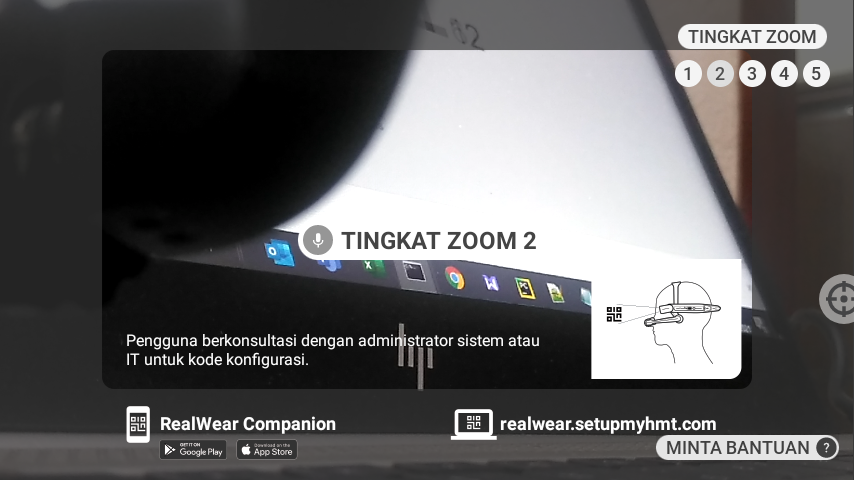 TINGKAT ZOOM
1 2 3 4 5
TINGKAT ZOOM 2
Pengguna berkonsultasi dengan administrator sistem atau
IT untuk kode konfigurasi.
RealWear Companion
GET IT ON
Google Play
Download on the
App Store
realwear.setupmyhmt.com
MINTA BANTUAN ?
hp